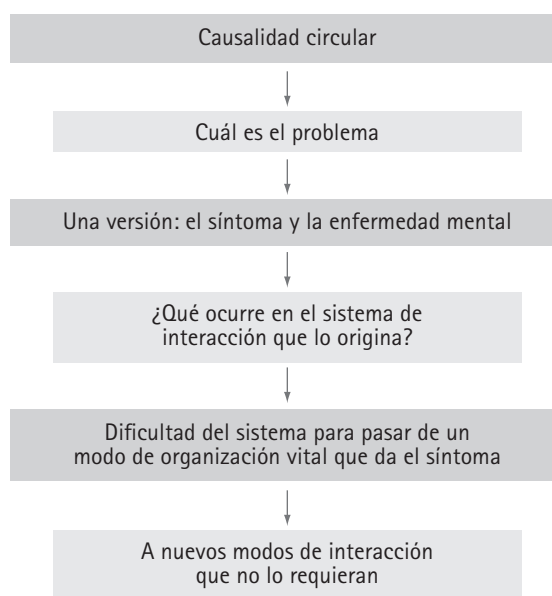 Causalidad circular
Cuál es el problema
Una versión: el síntoma y la enfermedad mental
¿Qué ocurre en el sistema de
interacción que lo origina?
Dificultad del sistema para pasar de un
modo de organización vital que da el síntoma
A nuevos modos de interacción
que no lo requieran